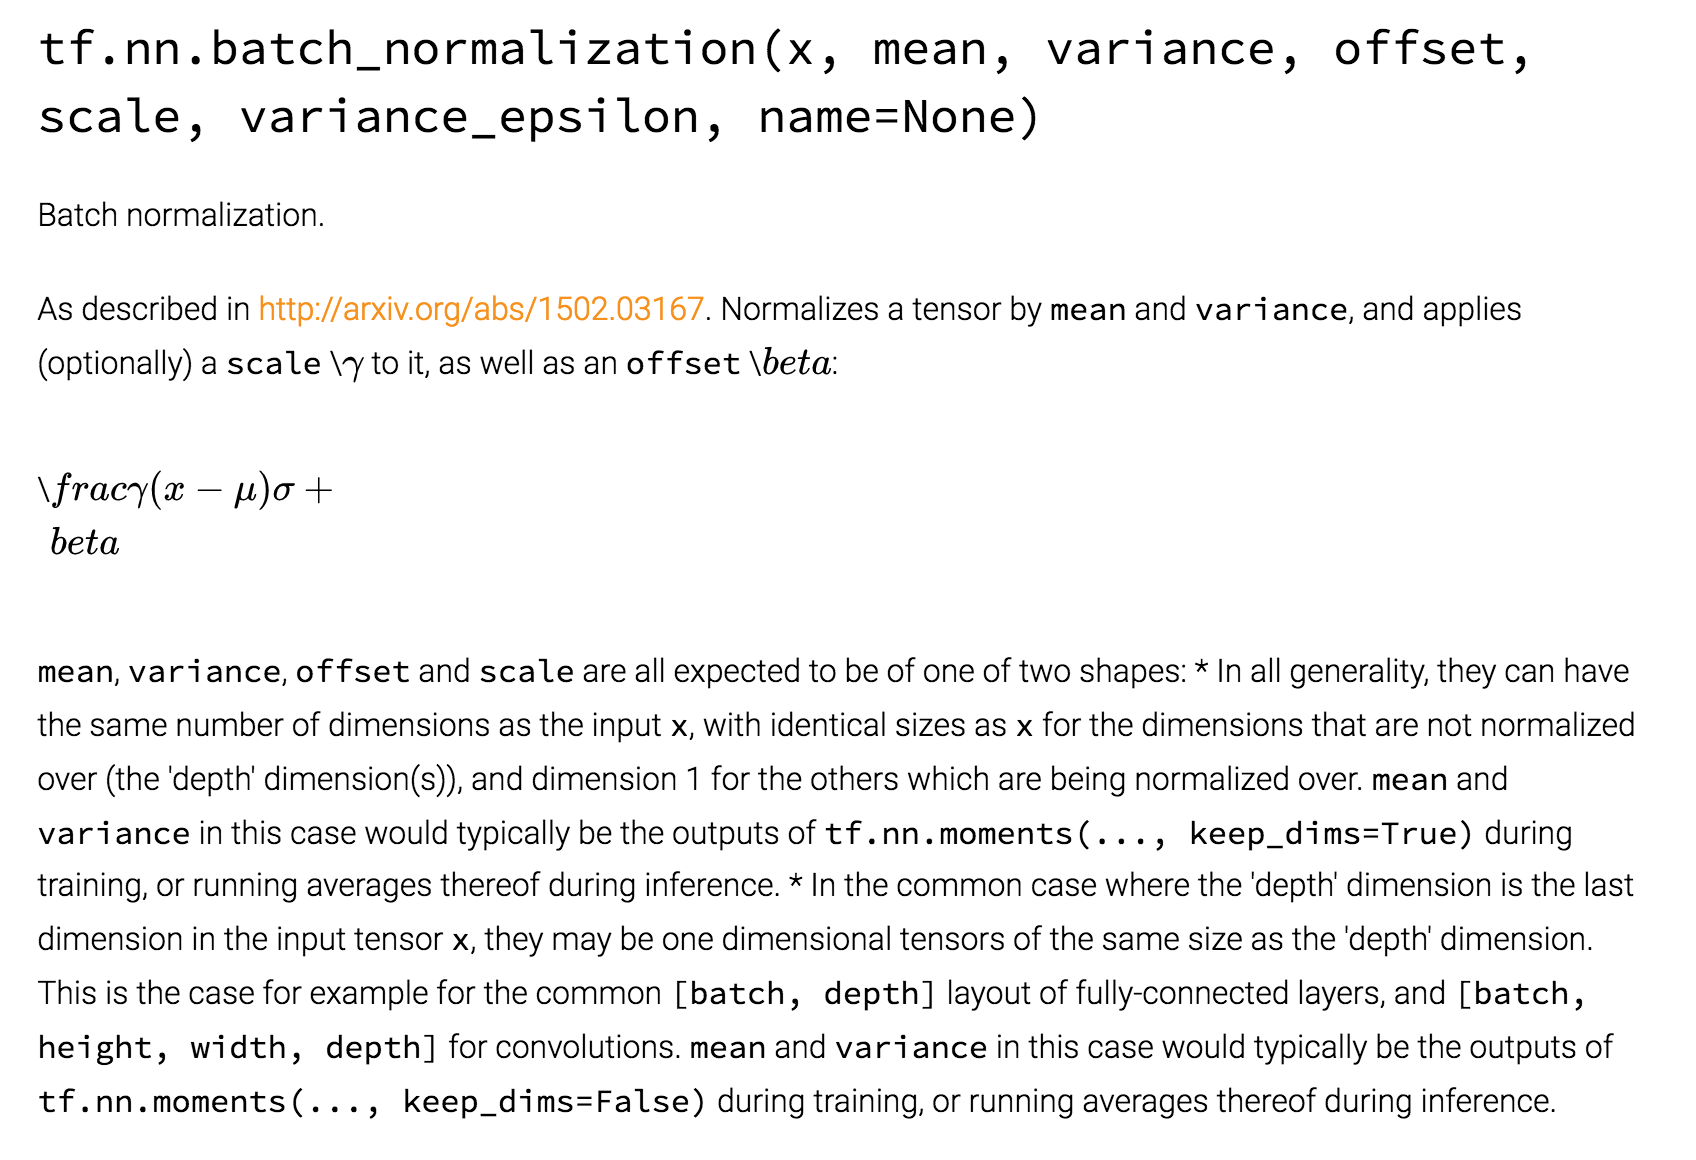 tf.nn.batch_normalization(x, mean, variance, offset,
scale, variance_epsilon, name=None)
Batch normalization.
As described in http://arxiv.org/abs/1502.03167. Normalizes a tensor by mean and variance, and applies
(optionally) a scale \γ to it, as well as an offset \beta:
\fracγ(x − μ)σ +
beta
mean, variance, offset and scale are all expected to be of one of two shapes: * In all generality, they can have
the same number of dimensions as the input x, with identical sizes as x for the dimensions that are not normalized
over (the 'depth' dimension(s)), and dimension 1 for the others which are being normalized over. mean and
variance in this case would typically be the outputs of tf.nn.moments(..., keep_dims=True) during
training, or running averages thereof during inference. * In the common case where the 'depth' dimension is the last
dimension in the input tensor x, they may be one dimensional tensors of the same size as the 'depth' dimension.
This is the case for example for the common [batch, depth] layout of fully-connected layers, and [batch,
height, width, depth] for convolutions. mean and variance in this case would typically be the outputs of
tf.nn.moments(..., keep_dims=False) during training, or running averages thereof during inference.